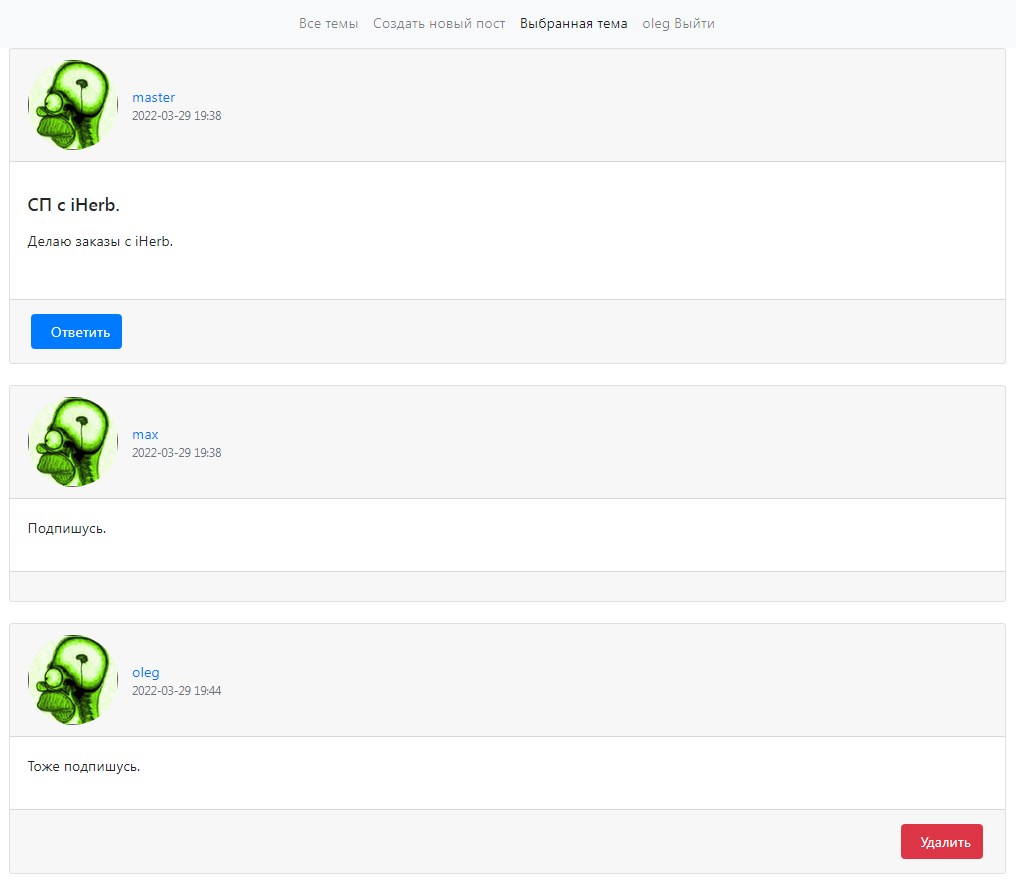 Все темы Создать новый пост Выбранная тема oleg Выйти
master
2022-03-29 19:38
СП с iHerb.
Делаю заказы с iHerb.
Ответить
max
2022-03-29 19:38
Подпишусь.
oleg
2022-03-29 19:44
Тоже подпишусь.
Удалить